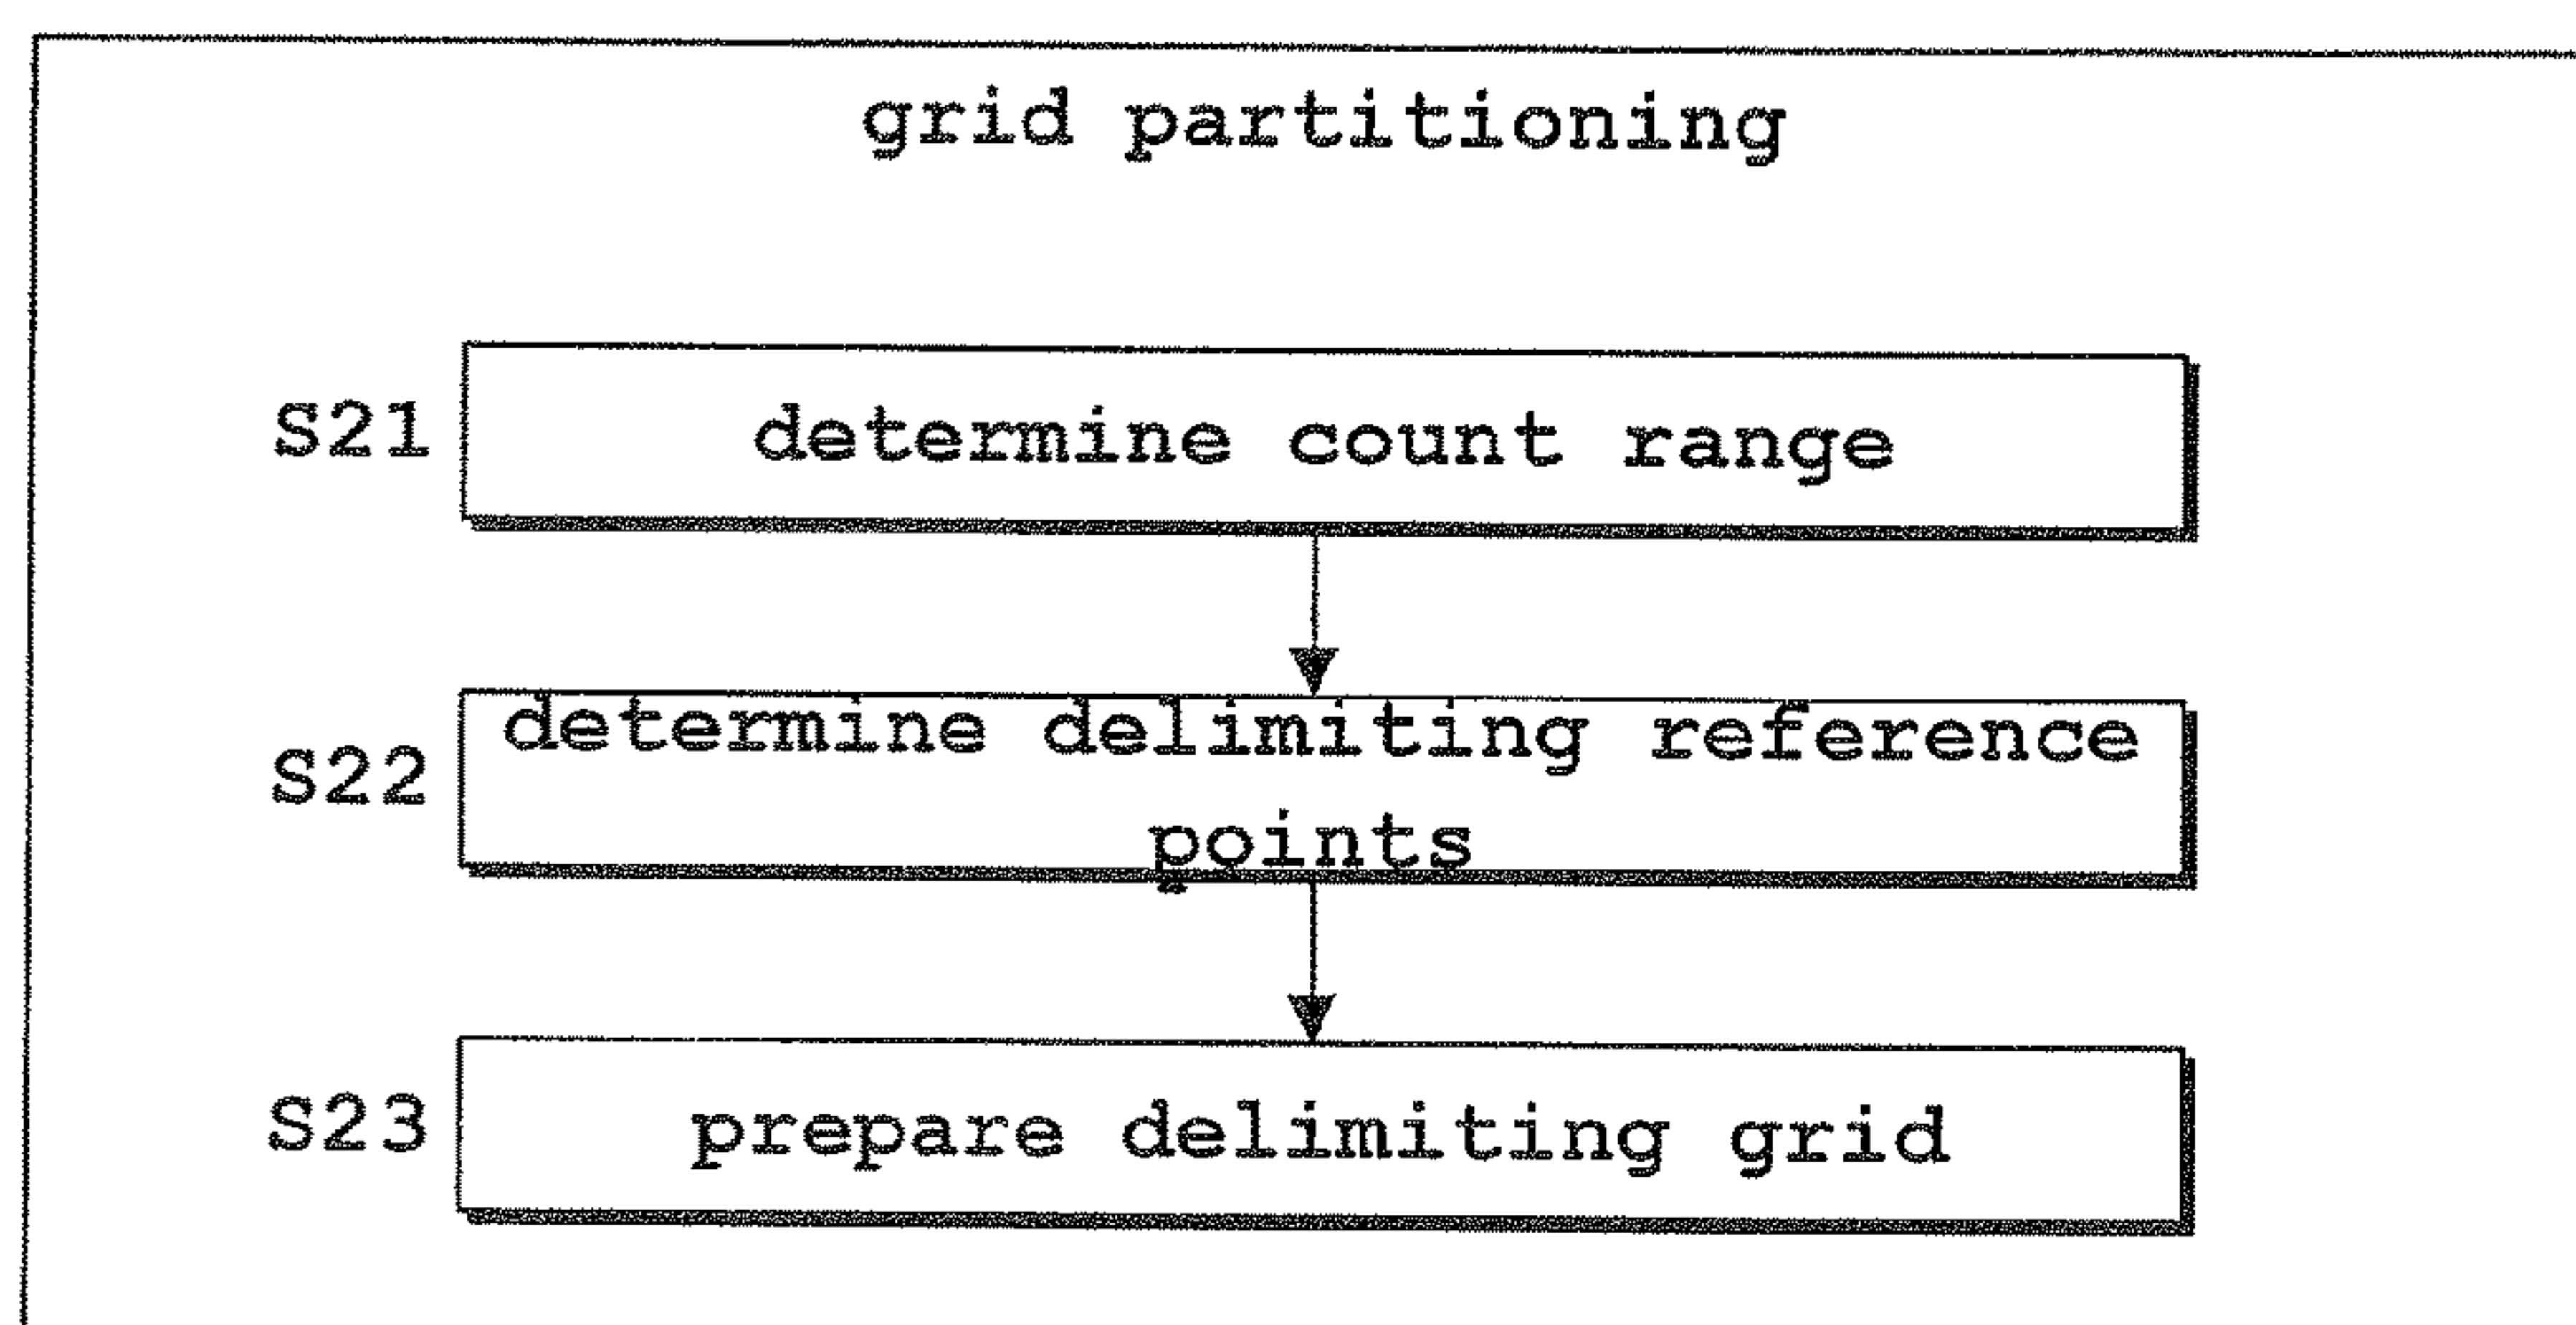 grid partitioning
S21
determine count range
S22
determine delimiting reference
points
S23
prepare delimiting grid